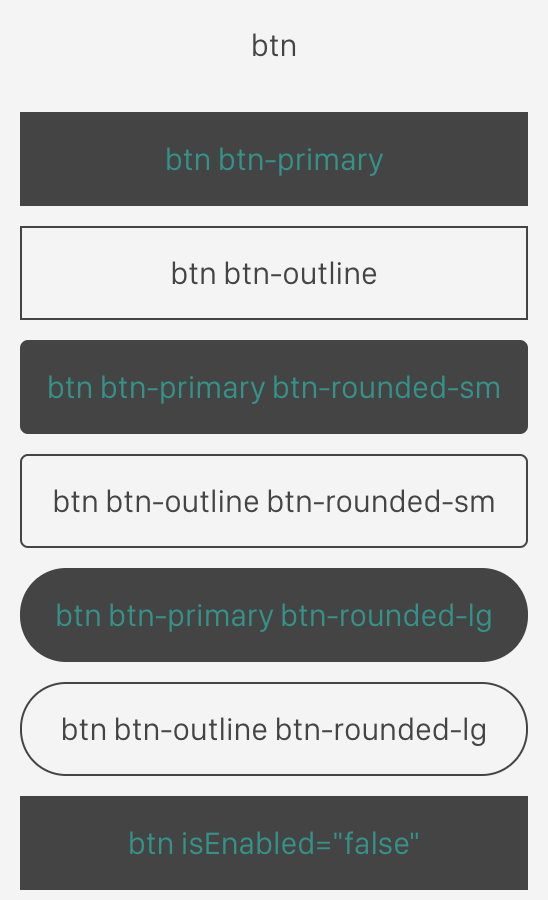 btn
btn btn-primary
btn btn-outline
btn btn-primary btn-rounded-sm
btn btn-outline btn-rounded-sm
btn btn-primary btn-rounded-lg
btn btn-outline btn-rounded-lg
btn isEnabled="false"